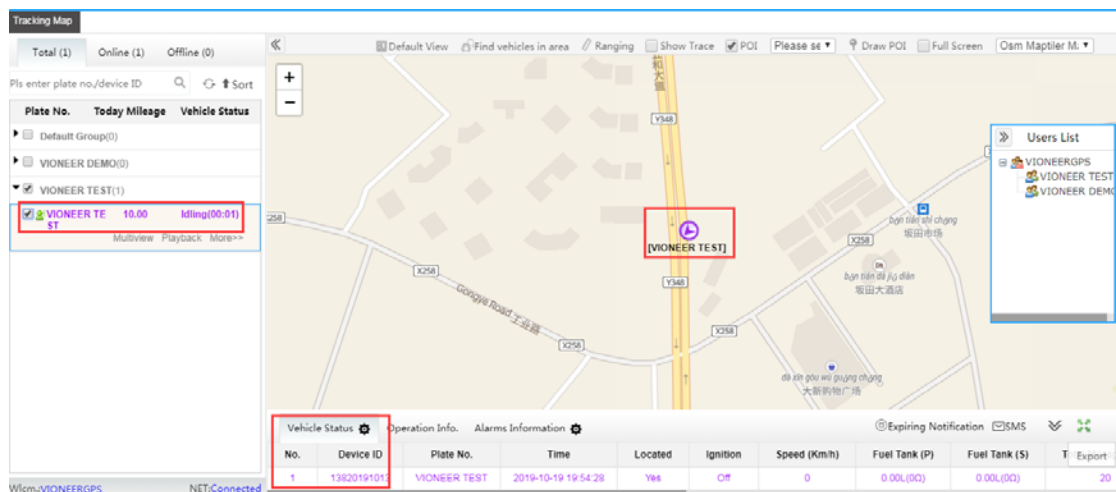 Tracking Map
Total (1) Online (1) Offline (0)
Default View Find vehicles in area Ranging Show Trace POI Please se Draw POI Full Screen Osm Maptiler M.
Pls enter plate no./device ID Sort
Plate No. Today Mileage Vehicle Status
Default Group(0)
VIONEER DEMO(0)
VIONEER TEST(1)
VIONEER TE 10.00 Idling(00:01)
ST
Multiview Playback More>>
+
−
和大道
Y348
Users List
VIONEERGPS
VIONEER TEST
VIONEER DEMO
X258
[VIONEER TEST]
坂田市场
X258
坂田大酒店
X258
Gongye Road 工业路
Y348
X258
X258
大新购物广场
Vehicle Status Operation Info. Alarms Information Expiring Notification SMS
No. Device ID Plate No. Time Located Ignition Speed (Km/h) Fuel Tank (P) Fuel Tank (S) Export
1 13820191012 VIONEER TEST 2019-10-19 19:54:28 Yes Off 0 0.00L(0Ω) 0.00L(0Ω) 20
Wlcm.:VIONEERGPS NET:Connected